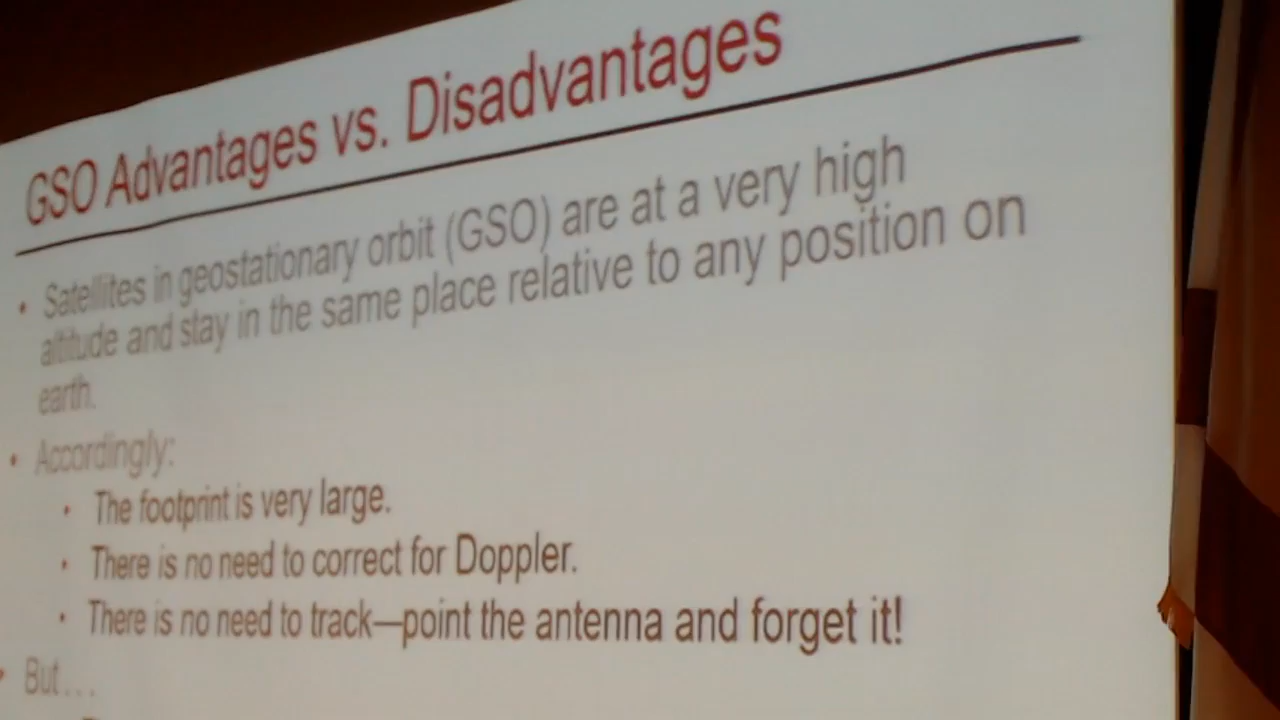 GSO Advantages vs. Disadvantages
• Satellites in geostationary orbit (GSO) are at a very high
altitude and stay in the same place relative to any position on
earth.
• Accordingly:
• The footprint is very large.
• There is no need to correct for Doppler.
• There is no need to track—point the antenna and forget it!
• But…